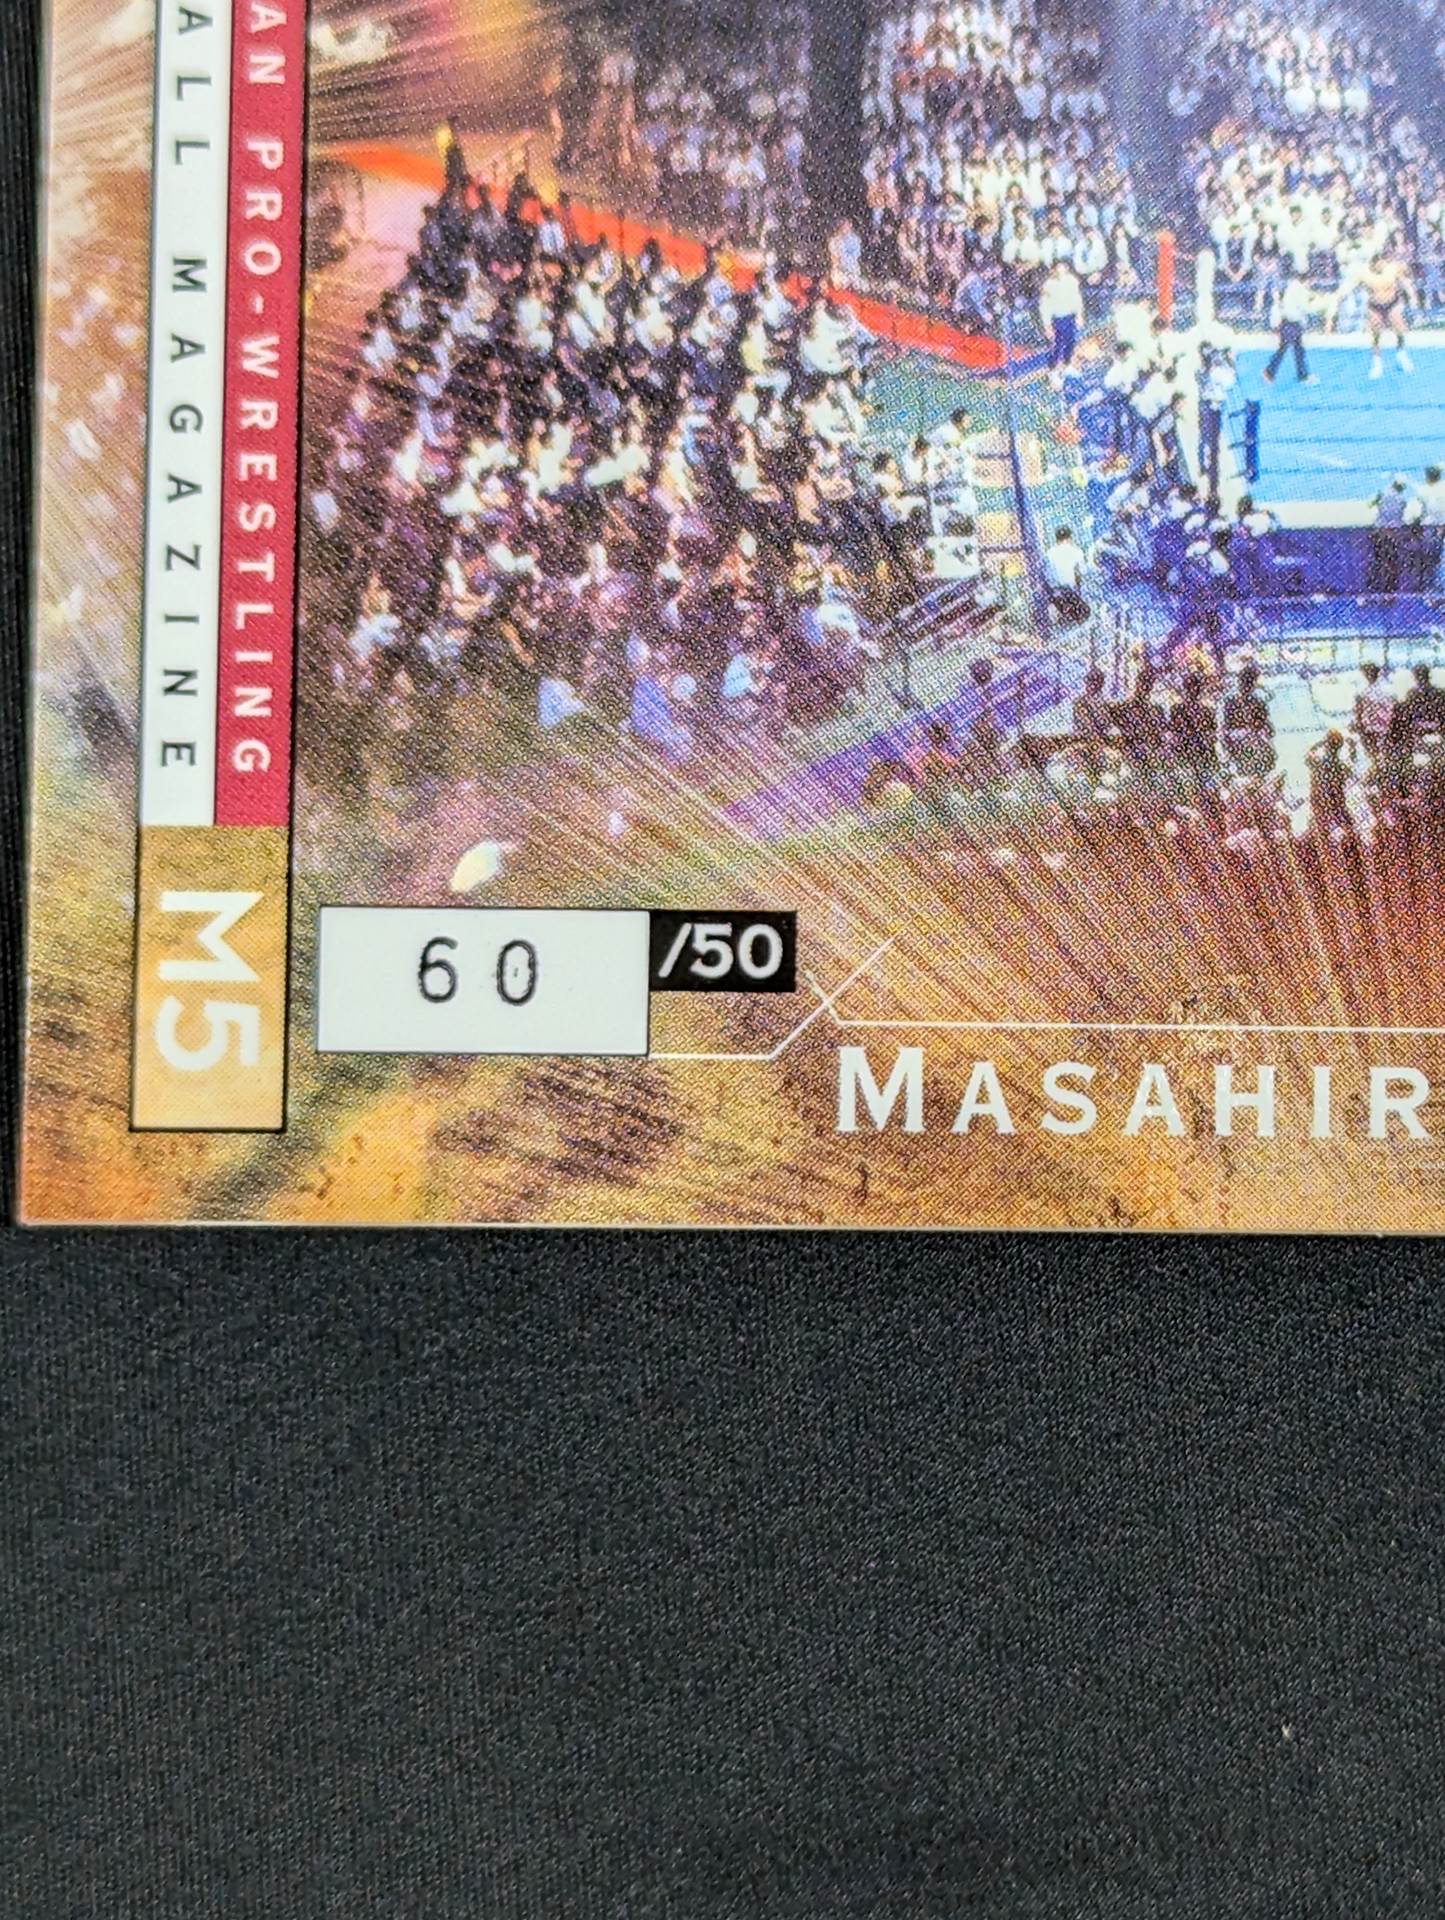 AN PRO-WRESTLING
ALL MAGAZINE
M5
60 /50
MASAHIR